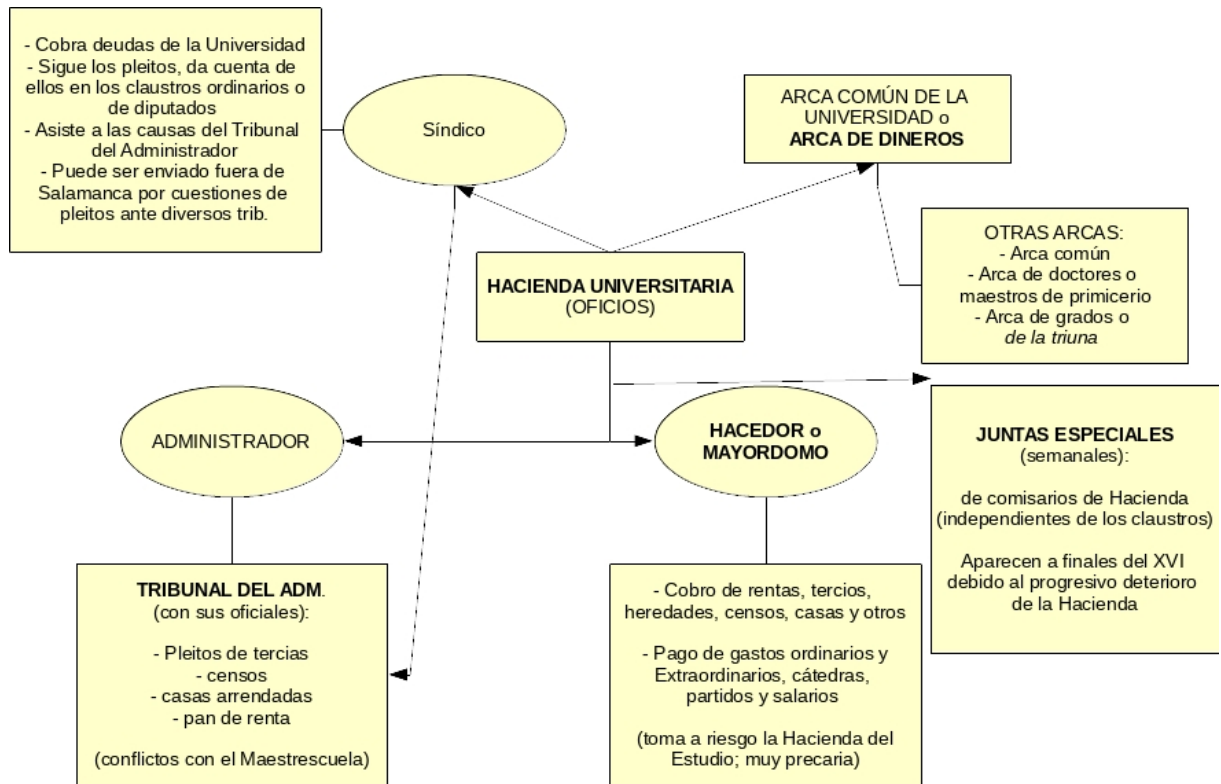 - Cobra deudas de la Universidad
- Sigue los pleitos, da cuenta de
ellos en los claustros ordinarios o
de diputados
- Asiste a las causas del Tribunal
del Administrador
- Puede ser enviado fuera de
Salamanca por cuestiones de
pleitos ante diversos trib.
Síndico
ARCA COMÚN DE LA
UNIVERSIDAD o
ARCA DE DINEROS
OTRAS ARCAS:
- Arca común
- Arca de doctores o
maestros de primicerio
- Arca de grados o
de la triuna
HACIENDA UNIVERSITARIA
(OFICIOS)
ADMINISTRADOR
HACEDOR o
MAYORDOMO
JUNTAS ESPECIALES
(semanales):
de comisarios de Hacienda
(independientes de los claustros)
Aparecen a finales del XVI
debido al progresivo deterioro
de la Hacienda
TRIBUNAL DEL ADM.
(con sus oficiales):
- Pleitos de tercias
- censos
- casas arrendadas
- pan de renta
(conflictos con el Maestrescuela)
- Cobro de rentas, tercios,
heredades, censos, casas y otros
- Pago de gastos ordinarios y
Extraordinarios, cátedras,
partidos y salarios
(toma a riesgo la Hacienda del
Estudio; muy precaria)